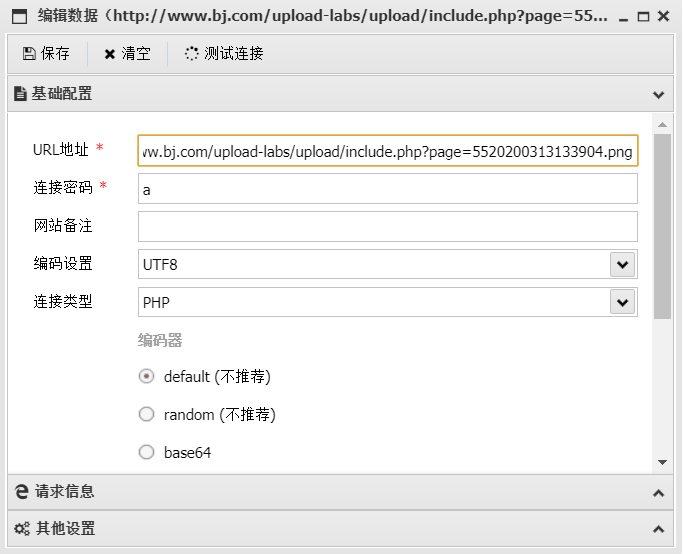 编辑数据（http://www.bj.com/upload-labs/upload/include.php?page=55...
保存 清空 测试连接
基础配置
URL地址 * ww.bj.com/upload-labs/upload/include.php?page=5520200313133904.png
连接密码 * a
网站备注
编码设置 UTF8
连接类型 PHP
编码器
default (不推荐)
random (不推荐)
base64
请求信息
其他设置